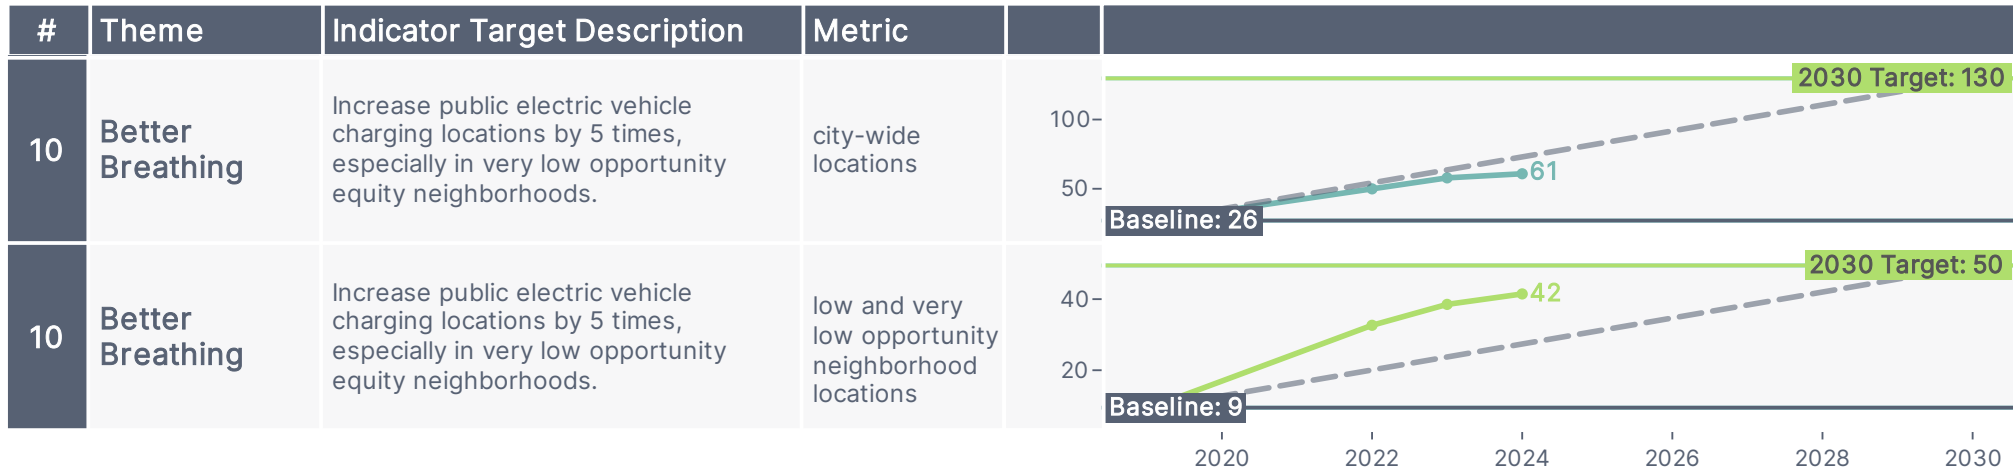 # Theme Indicator Target Description Metric
10
Better
Breathing
Increase public electric vehicle
charging locations by 5 times,
especially in very low opportunity
equity neighborhoods.
city-wide
locations
2030 Target: 130
100
61
50
Baseline: 26
10
Better
Breathing
Increase public electric vehicle
charging locations by 5 times,
especially in very low opportunity
equity neighborhoods.
low and very
low opportunity
neighborhood
locations
2030 Target: 50
40
42
20
Baseline: 9
2020 2022 2024 2026 2028 2030